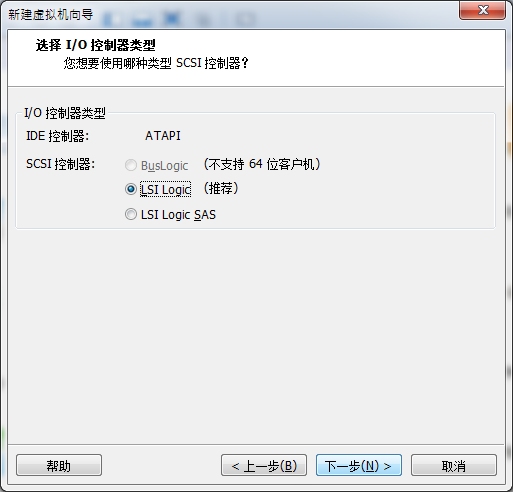 新建虚拟机向导
选择 I/O 控制器类型
您想要使用哪种类型 SCSI 控制器?
I/O 控制器类型
IDE 控制器: ATAPI
SCSI 控制器: BusLogic (不支持 64 位客户机)
LSI Logic (推荐)
LSI Logic SAS
帮助 < 上一步(B) 下一步(N) > 取消